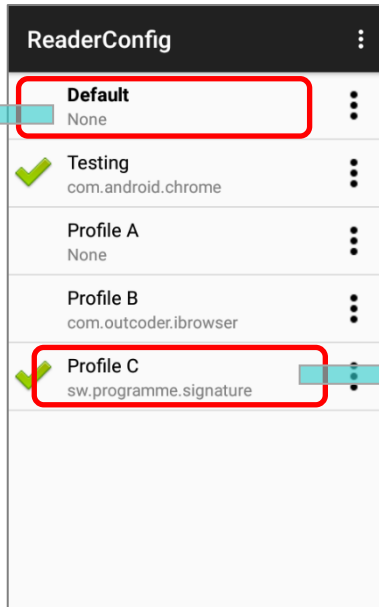 ReaderConfig
Default
None
Testing
com.android.chrome
Profile A
None
Profile B
com.outcoder.ibrowser
Profile C
sw.programme.signature